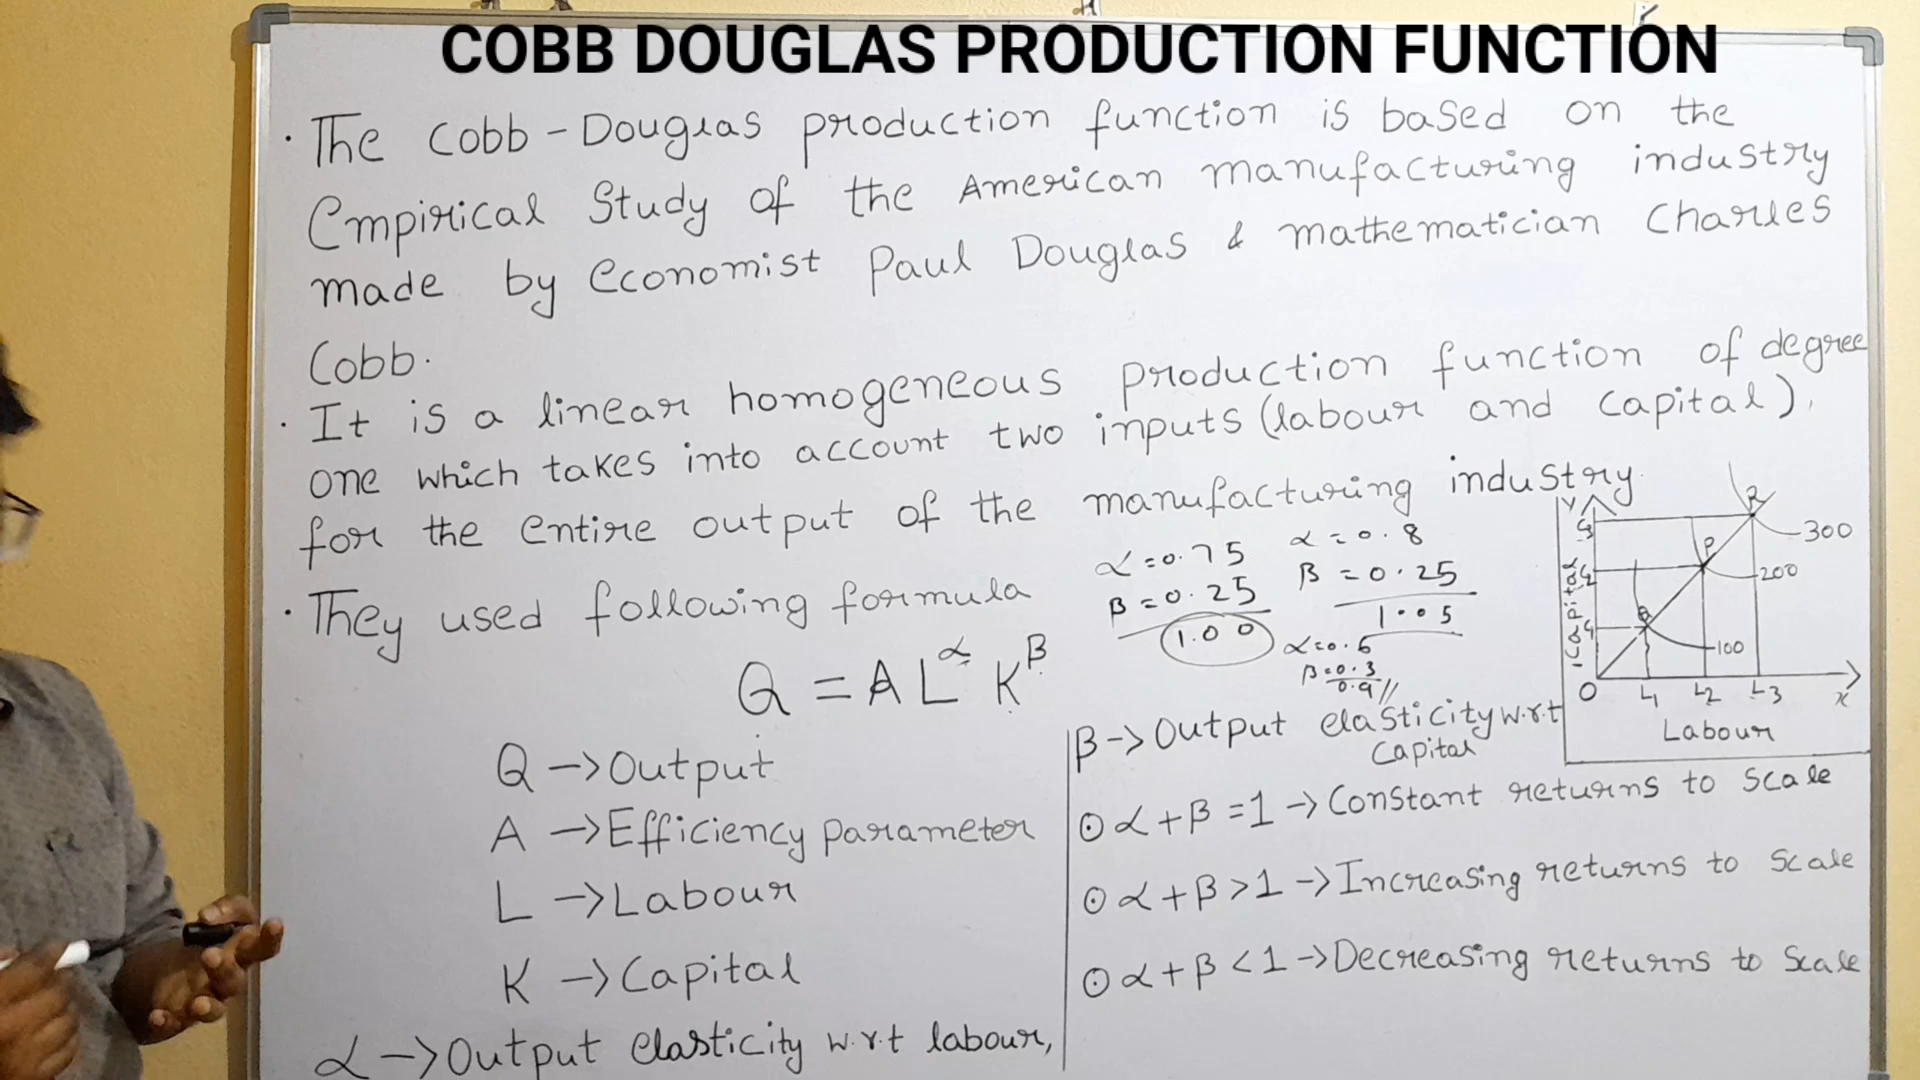 COBB DOUGLAS PRODUCTION FUNCTION
· The Cobb-Douglas production function is based on the
Empirical Study of the American manufacturing industry
made by economist Paul Douglas & mathematician Charles
Cobb.
· It is a linear homogeneous production function of degree
one which takes into account two inputs (labour and capital),
for the entire output of the manufacturing industry.
· They used following formula
Q = A L^α K^β
α = 0.75
β = 0.25
1.00
α = 0.8
β = 0.25
1.05
α=0.6
β=0.3
0.9//
Y
R
300
P
200
B
100
Capital
O L1 L2 L3 X
Labour
Q → Output
A → Efficiency parameter
L → Labour
K → Capital
α → Output elasticity w.r.t labour,
β → Output elasticity w.r.t
Capital
⊙ α + β = 1 → Constant returns to scale
⊙ α + β > 1 → Increasing returns to scale
⊙ α + β < 1 → Decreasing returns to scale